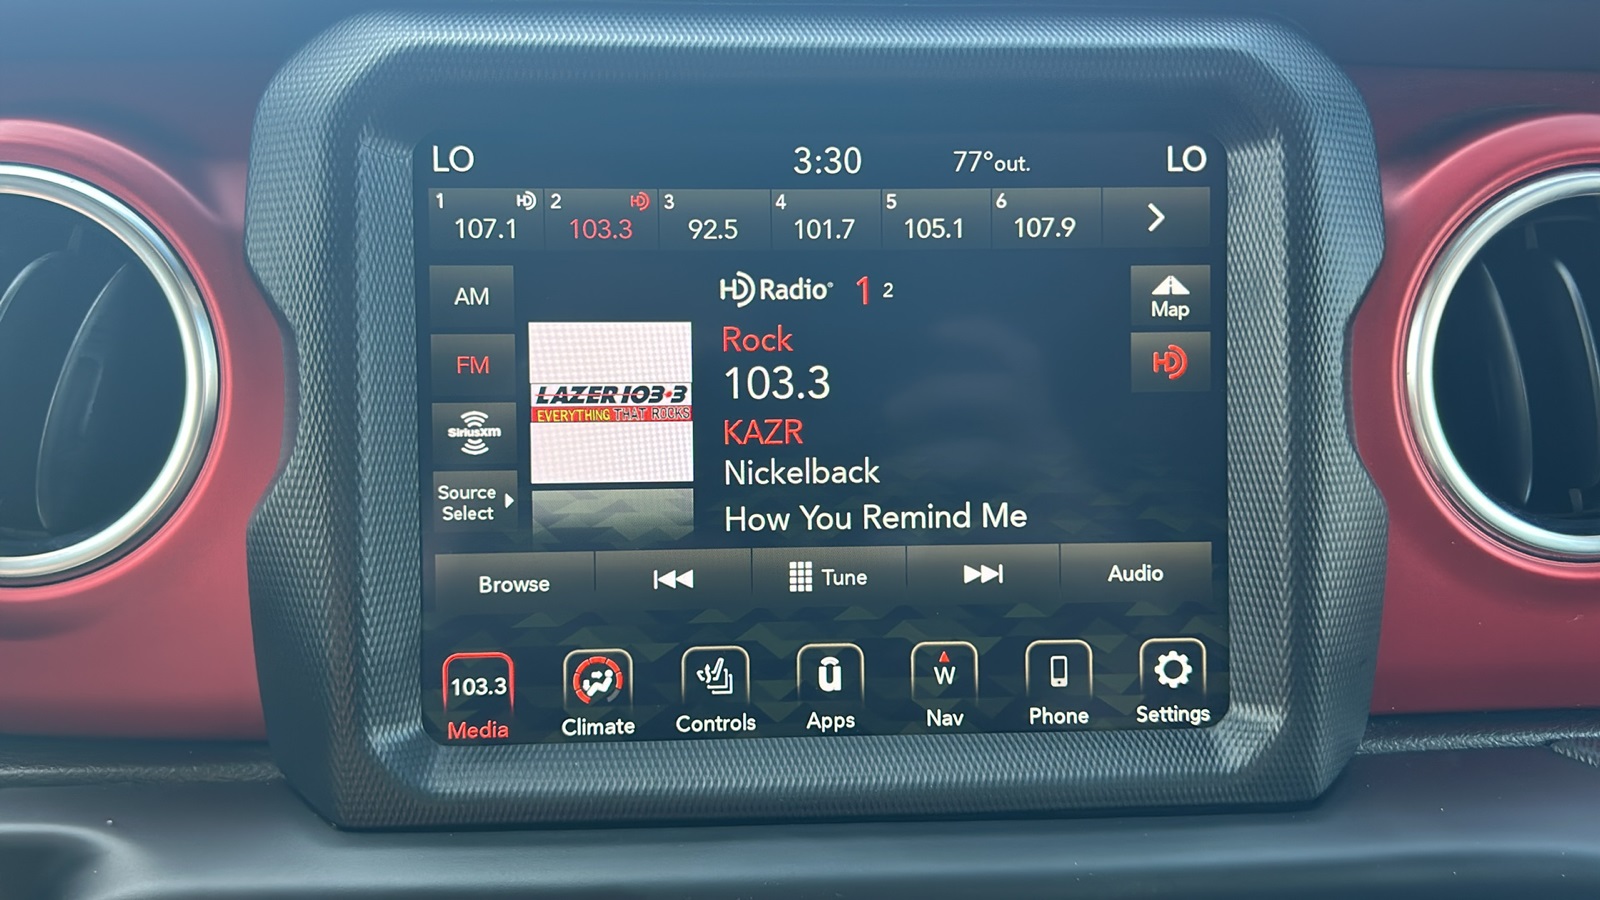 LO 3:30 77°out. LO
1 HD 2 HD 3 4 5 6
107.1 103.3 92.5 101.7 105.1 107.9
AM
FM
SiriusXM
Source
Select
HD Radio® 1 2
Map
HD
LAZER 103•3
EVERYTHING THAT ROCKS
Rock
103.3
KAZR
Nickelback
How You Remind Me
Browse Tune Audio
103.3 ū W
Media Climate Controls Apps Nav Phone Settings